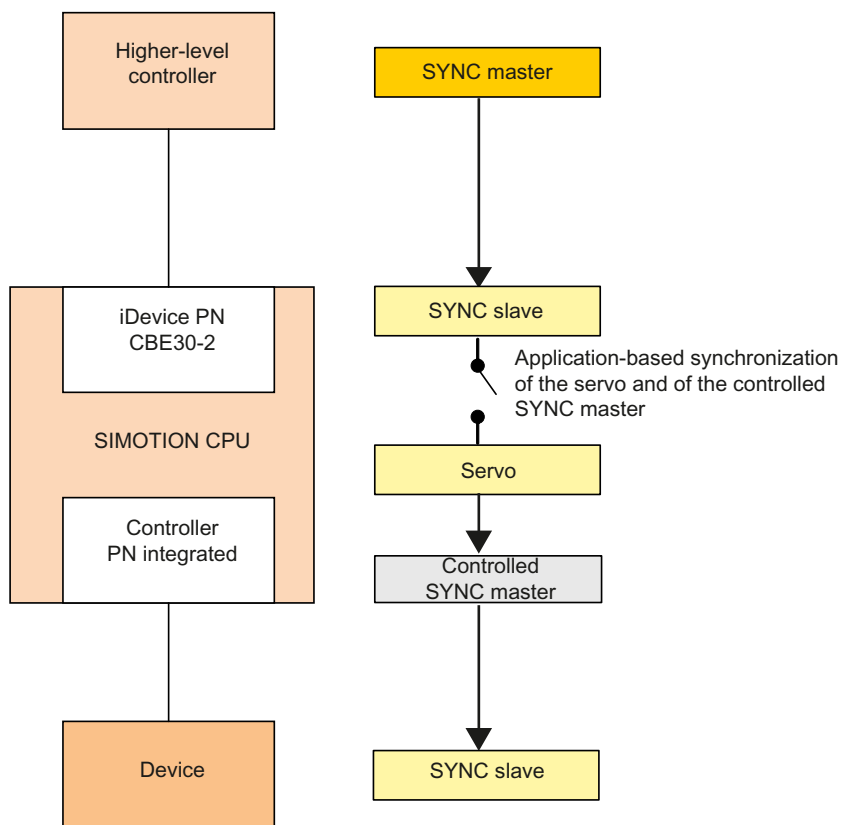 Higher-level
controller
SYNC master
iDevice PN
CBE30-2
SYNC slave
Application-based synchronization
of the servo and of the controlled
SYNC master
SIMOTION CPU
Servo
Controller
PN integrated
Controlled
SYNC master
Device
SYNC slave